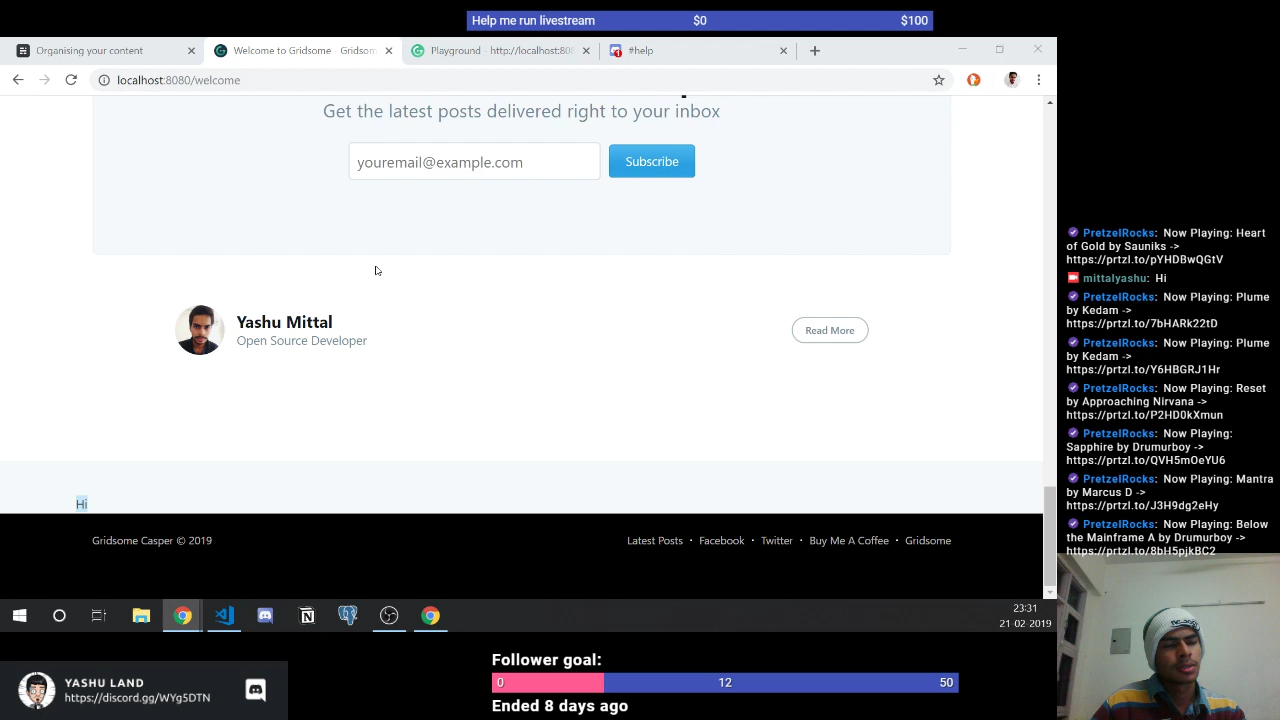 Help me run livestream $0 $100
Organising your content
Welcome to Gridsome - Gridsom
Playground - http://localhost:808
#help
localhost:8080/welcome
Get the latest posts delivered right to your inbox
youremail@example.com
Subscribe
Yashu Mittal
Open Source Developer
Read More
Hi
Gridsome Casper © 2019
Latest Posts · Facebook · Twitter · Buy Me A Coffee · Gridsome
23:31
21-02-2019
PretzelRocks: Now Playing: Heart
of Gold by Sauniks ->
https://prtzl.to/pYHDBwQGtV
mittalyashu: Hi
PretzelRocks: Now Playing: Plume
by Kedam ->
https://prtzl.to/7bHARk22tD
PretzelRocks: Now Playing: Plume
by Kedam ->
https://prtzl.to/Y6HBGRJ1Hr
PretzelRocks: Now Playing: Reset
by Approaching Nirvana ->
https://prtzl.to/P2HD0kXmun
PretzelRocks: Now Playing:
Sapphire by Drumurboy ->
https://prtzl.to/QVH5mOeYU6
PretzelRocks: Now Playing: Mantra
by Marcus D ->
https://prtzl.to/J3H9dg2eHy
PretzelRocks: Now Playing: Below
the Mainframe A by Drumurboy ->
https://prtzl.to/8bH5pjkBC2
YASHU LAND
https://discord.gg/WYg5DTN
Follower goal:
0 12 50
Ended 8 days ago